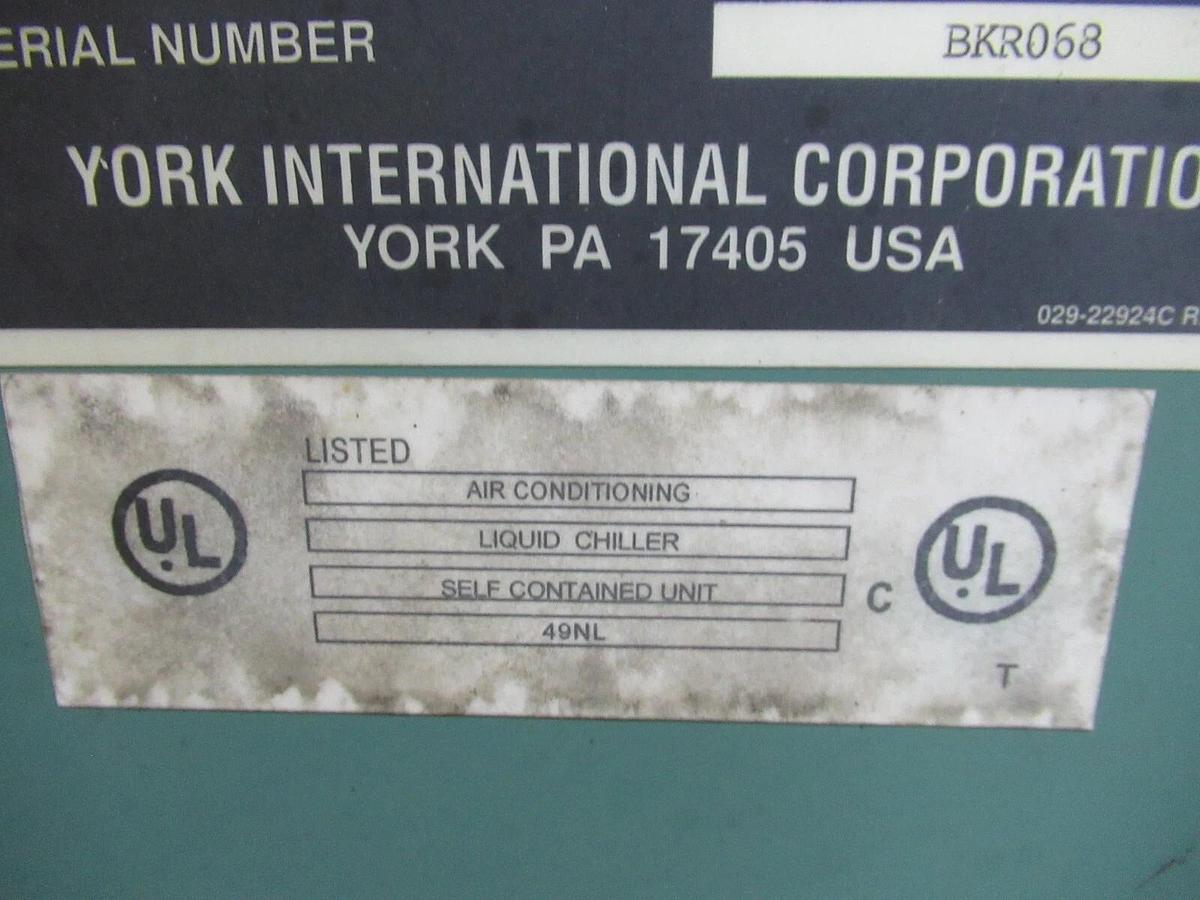 ERIAL NUMBER BKR068
YORK INTERNATIONAL CORPORATIO
YORK PA 17405 USA
029-22924C R
LISTED
UL
AIR CONDITIONING
LIQUID CHILLER
SELF CONTAINED UNIT
49NL
C UL
T